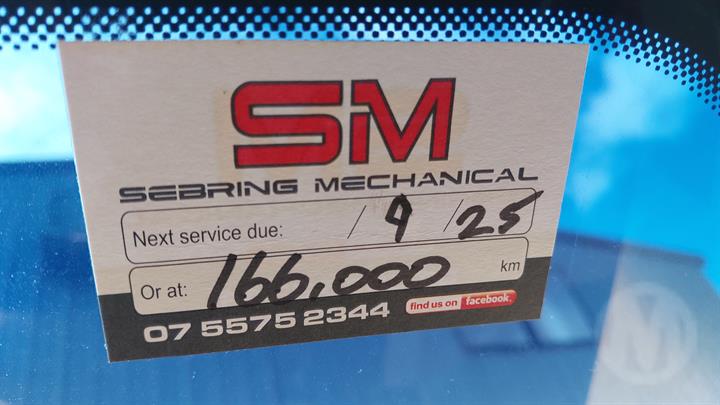 SM
SEBRING MECHANICAL
Next service due: / 9 / 25
Or at: 166,000 km
07 5575 2344 find us on facebook.
M